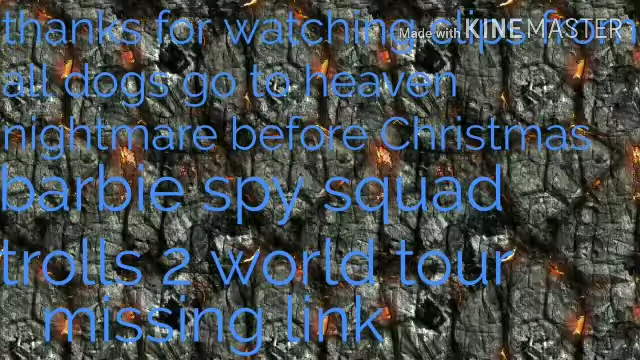 thanks for watching clips from
Made with KINEMASTER
all dogs go to heaven
nightmare before Christmas
barbie spy squad
trolls 2 world tour
missing link